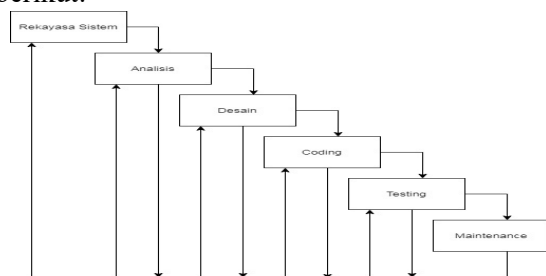 berikut:
Rekayasa Sistem
Analisis
Desain
Coding
Testing
Maintenance